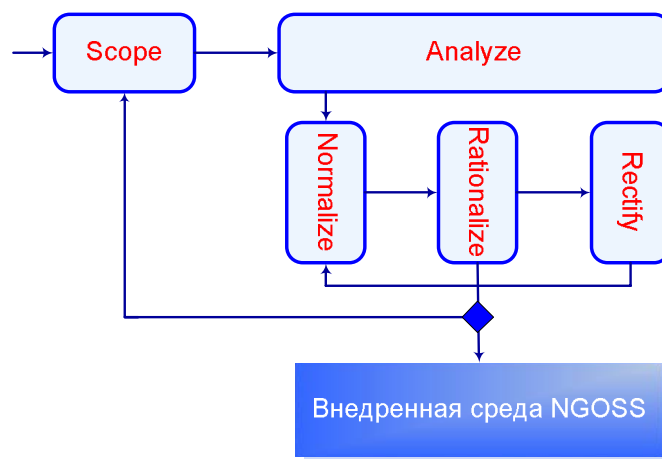 Scope
Analyze
Normalize
Rationalize
Rectify
Внедренная среда NGOSS